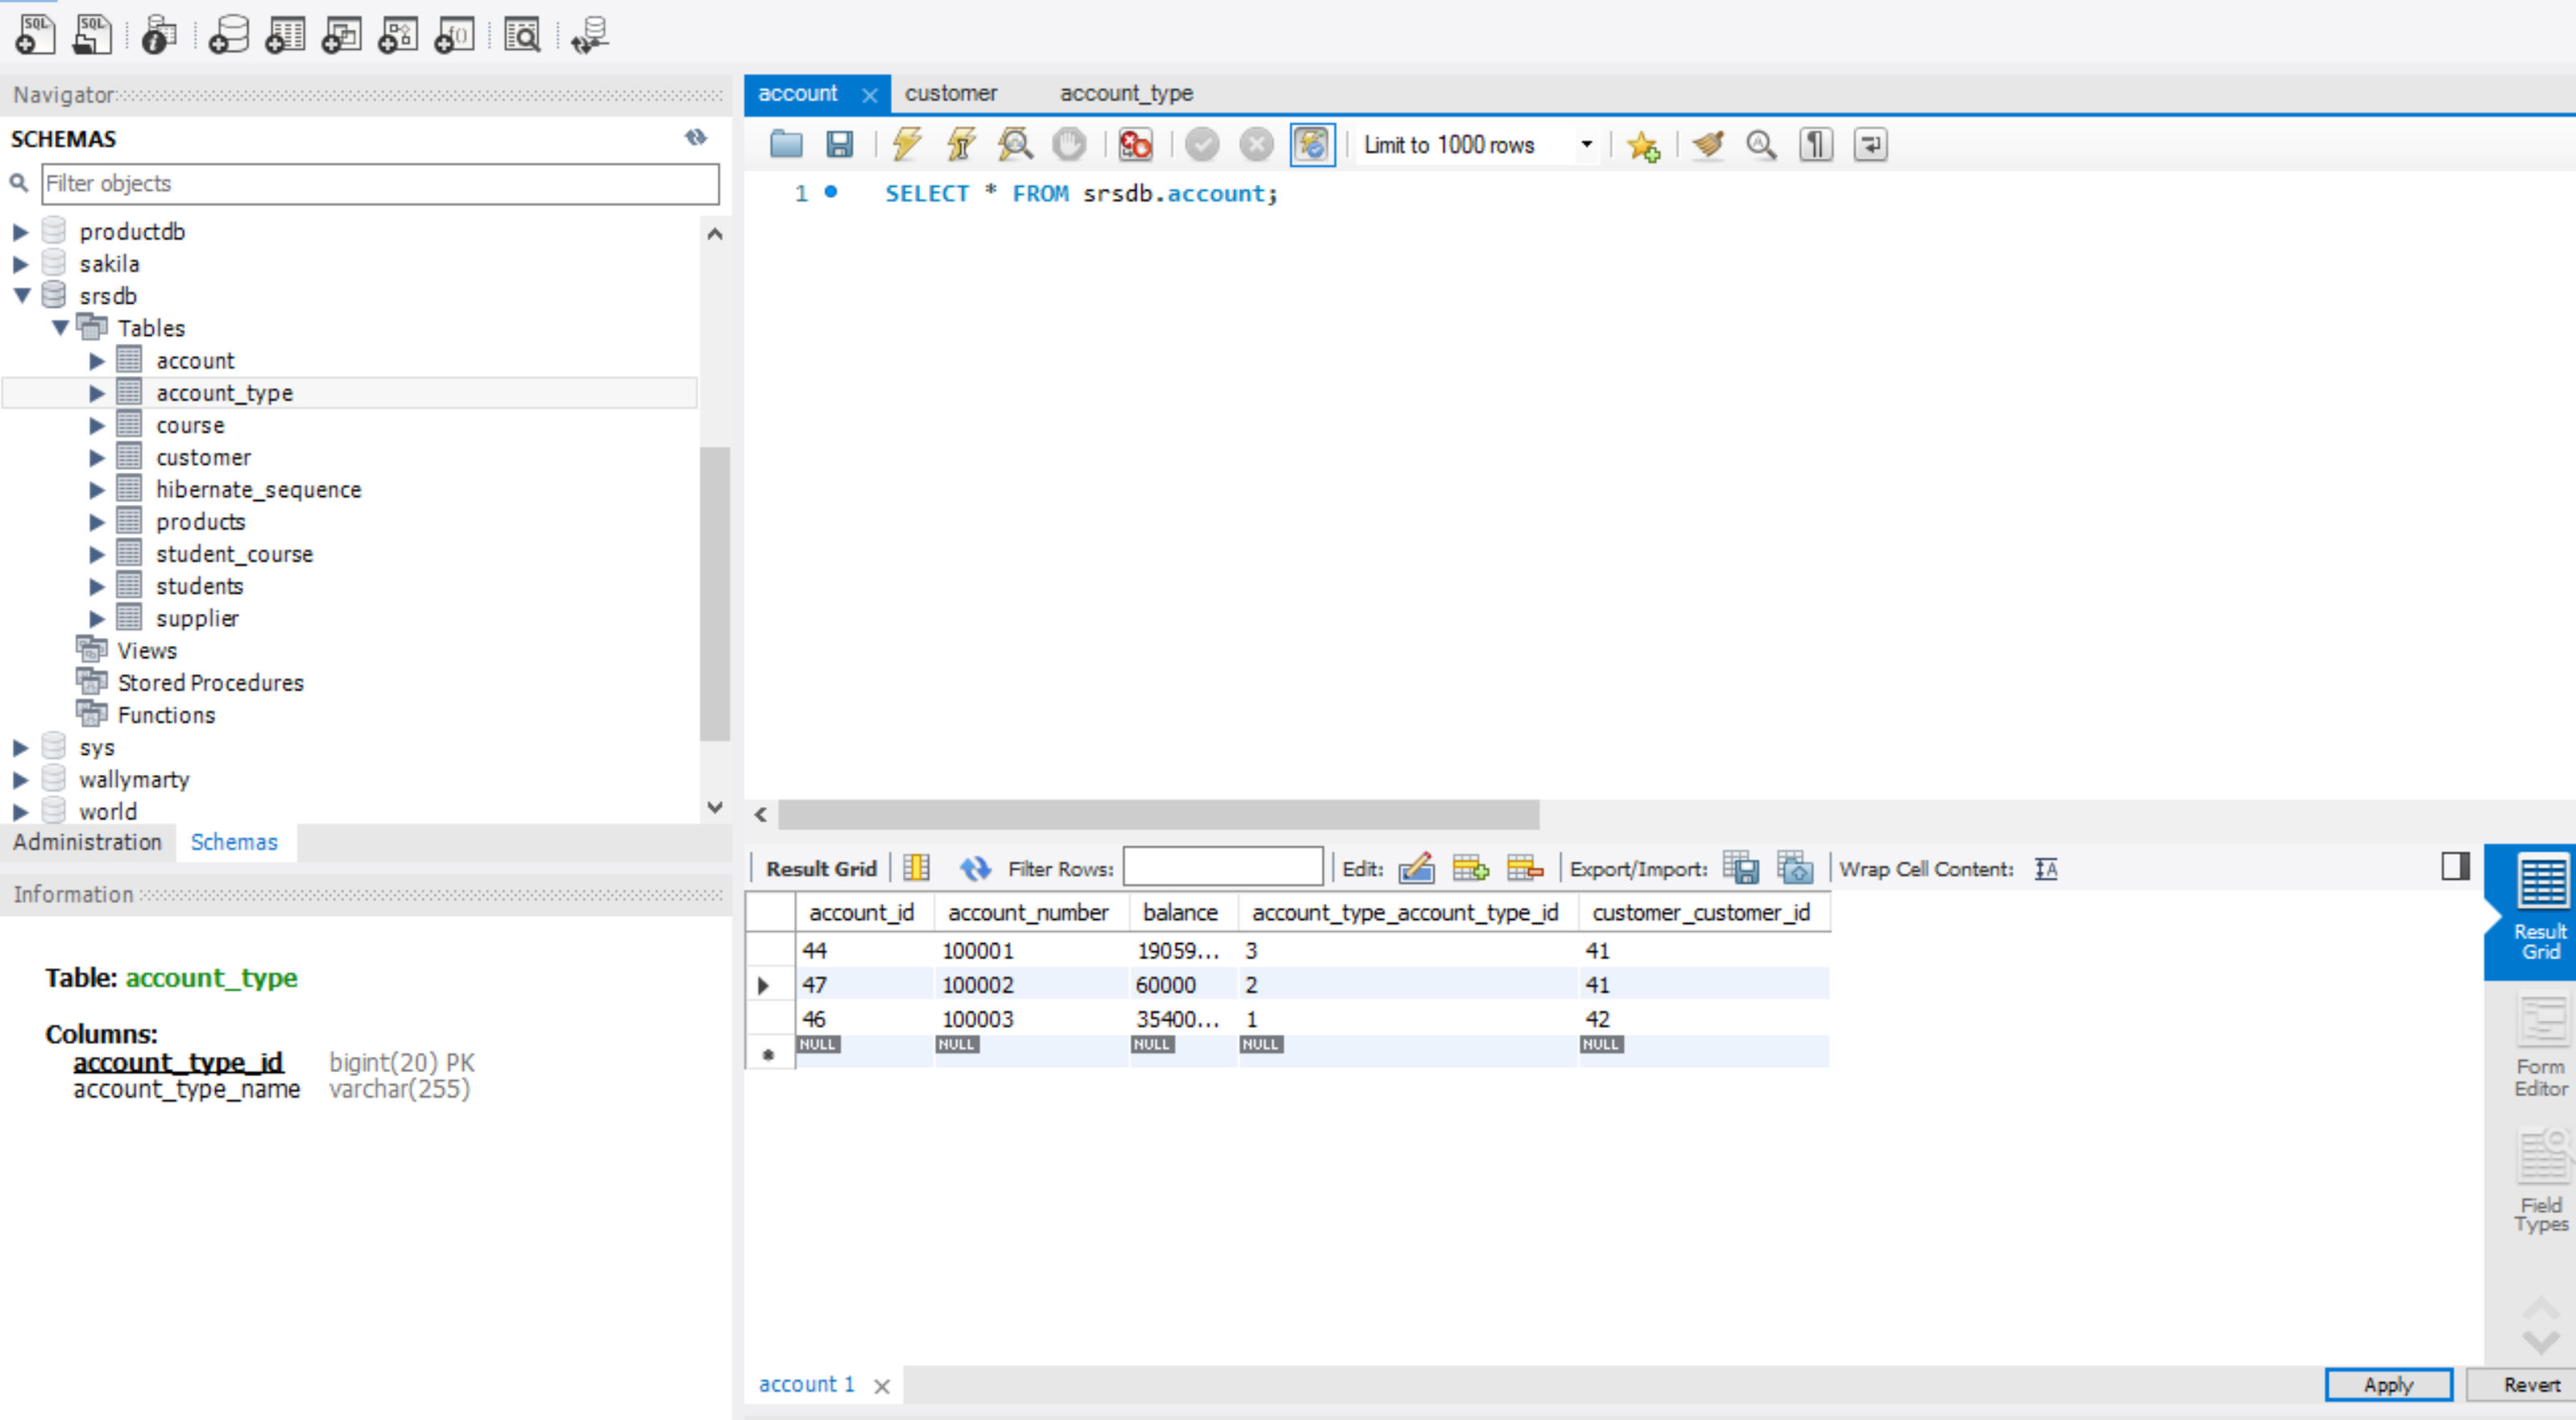 Navigator
SCHEMAS
Filter objects
productdb
sakila
srsdb
Tables
account
account_type
course
customer
hibernate_sequence
products
student_course
students
supplier
Views
Stored Procedures
Functions
sys
wallymarty
world
Administration Schemas
Information
Table: account_type
Columns:
account_type_id bigint(20) PK
account_type_name varchar(255)
account customer account_type
Limit to 1000 rows
1 SELECT * FROM srsdb.account;
Result Grid Filter Rows: Edit: Export/Import: Wrap Cell Content:
account_id account_number balance account_type_account_type_id customer_customer_id
44 100001 19059... 3 41
47 100002 60000 2 41
46 100003 35400... 1 42
NULL NULL NULL NULL NULL
Result
Grid
Form
Editor
Field
Types
account 1
Apply Revert